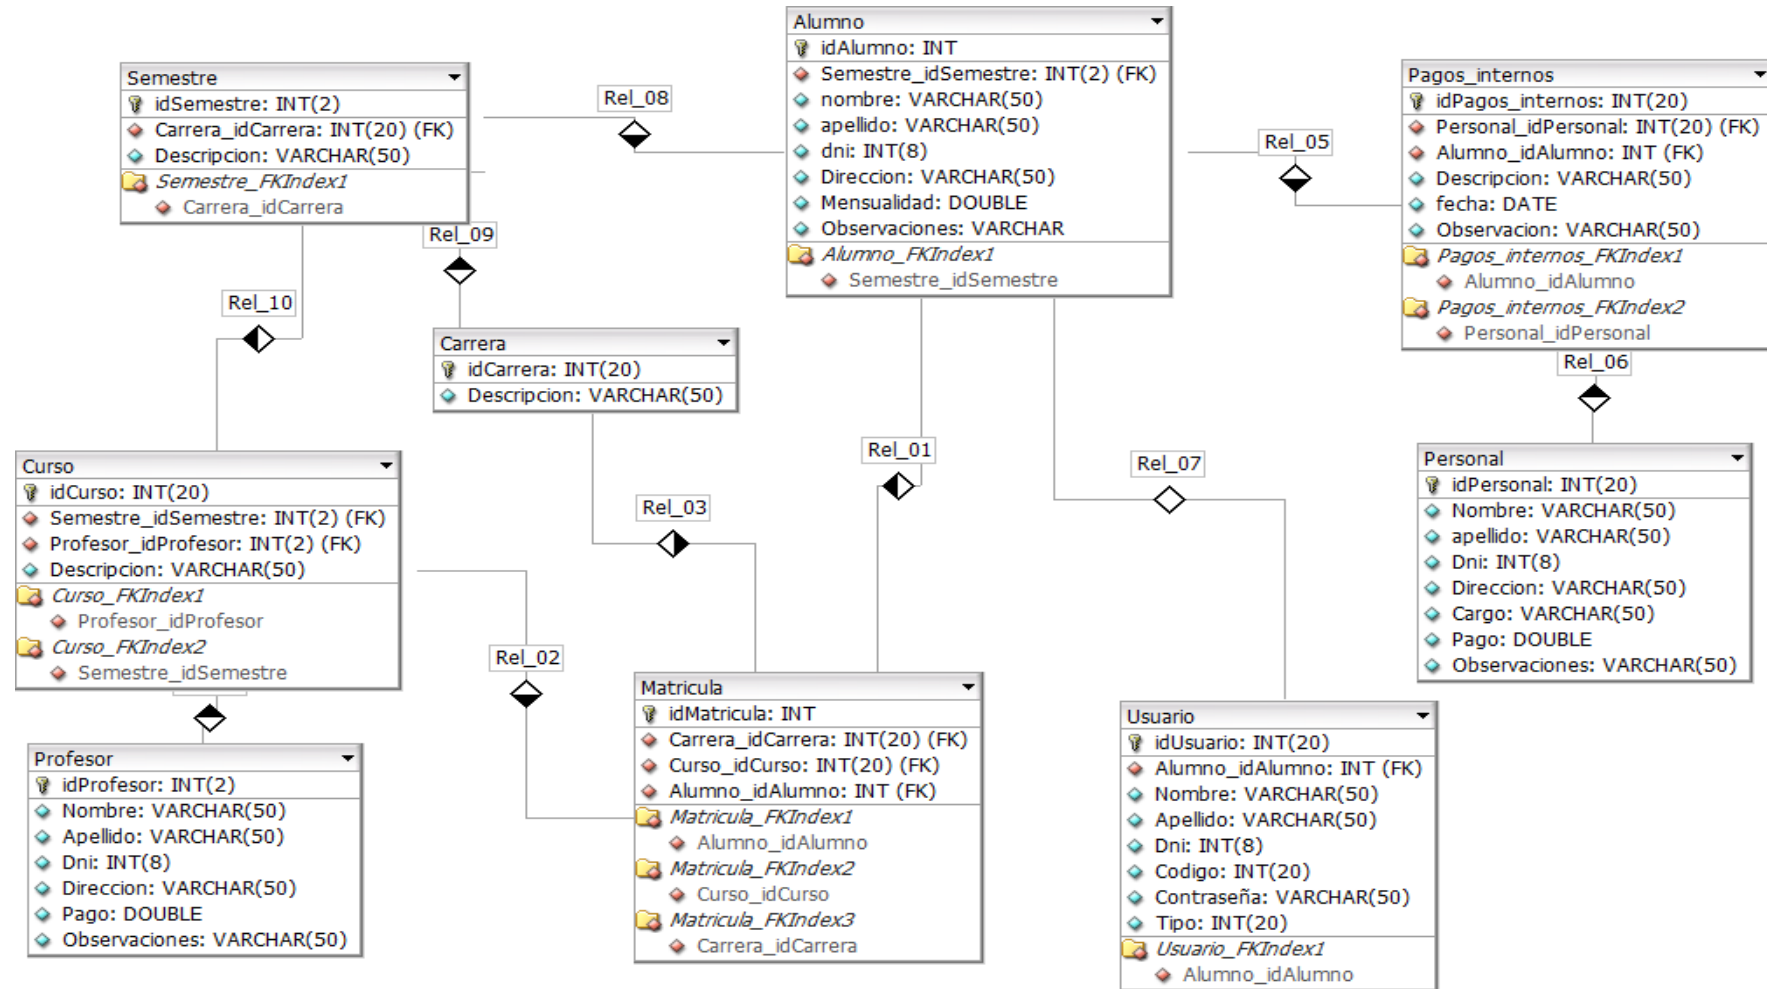 Semestre
idSemestre: INT(2)
Carrera_idCarrera: INT(20) (FK)
Descripcion: VARCHAR(50)
Semestre_FKIndex1
Carrera_idCarrera
Rel_08
Alumno
idAlumno: INT
Semestre_idSemestre: INT(2) (FK)
nombre: VARCHAR(50)
apellido: VARCHAR(50)
dni: INT(8)
Direccion: VARCHAR(50)
Mensualidad: DOUBLE
Observaciones: VARCHAR
Alumno_FKIndex1
Semestre_idSemestre
Rel_05
Pagos_internos
idPagos_internos: INT(20)
Personal_idPersonal: INT(20) (FK)
Alumno_idAlumno: INT (FK)
Descripcion: VARCHAR(50)
fecha: DATE
Observacion: VARCHAR(50)
Pagos_internos_FKIndex1
Alumno_idAlumno
Pagos_internos_FKIndex2
Personal_idPersonal
Rel_09
Rel_10
Carrera
idCarrera: INT(20)
Descripcion: VARCHAR(50)
Rel_06
Rel_01
Rel_07
Rel_03
Personal
idPersonal: INT(20)
Nombre: VARCHAR(50)
apellido: VARCHAR(50)
Dni: INT(8)
Direccion: VARCHAR(50)
Cargo: VARCHAR(50)
Pago: DOUBLE
Observaciones: VARCHAR(50)
Curso
idCurso: INT(20)
Semestre_idSemestre: INT(2) (FK)
Profesor_idProfesor: INT(2) (FK)
Descripcion: VARCHAR(50)
Curso_FKIndex1
Profesor_idProfesor
Curso_FKIndex2
Semestre_idSemestre
Rel_02
Profesor
idProfesor: INT(2)
Nombre: VARCHAR(50)
Apellido: VARCHAR(50)
Dni: INT(8)
Direccion: VARCHAR(50)
Pago: DOUBLE
Observaciones: VARCHAR(50)
Matricula
idMatricula: INT
Carrera_idCarrera: INT(20) (FK)
Curso_idCurso: INT(20) (FK)
Alumno_idAlumno: INT (FK)
Matricula_FKIndex1
Alumno_idAlumno
Matricula_FKIndex2
Curso_idCurso
Matricula_FKIndex3
Carrera_idCarrera
Usuario
idUsuario: INT(20)
Alumno_idAlumno: INT (FK)
Nombre: VARCHAR(50)
Apellido: VARCHAR(50)
Dni: INT(8)
Codigo: INT(20)
Contraseña: VARCHAR(50)
Tipo: INT(20)
Usuario_FKIndex1
Alumno_idAlumno